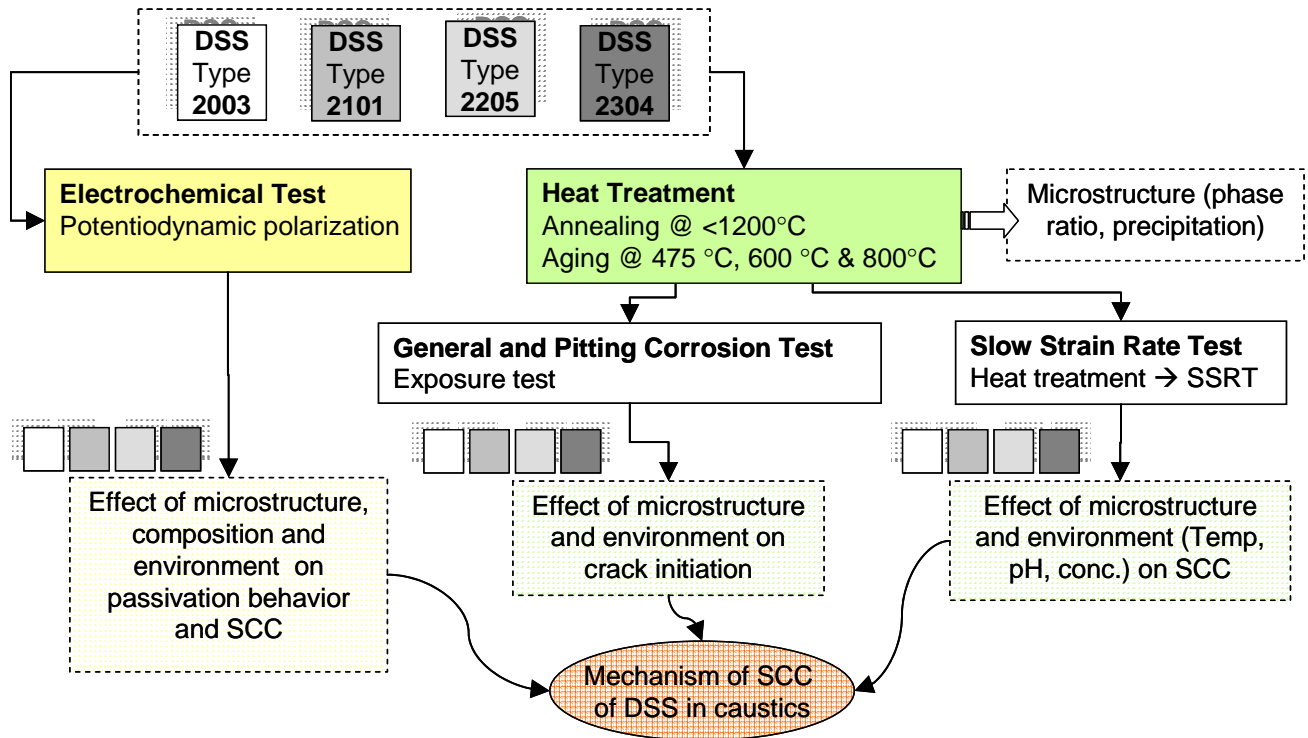 DSS
Type
2003
DSS
Type
2101
DSS
Type
2205
DSS
Type
2304
Electrochemical Test
Potentiodynamic polarization
Heat Treatment
Annealing @ <1200°C
Aging @ 475 °C, 600 °C & 800°C
Microstructure (phase
ratio, precipitation)
General and Pitting Corrosion Test
Exposure test
Slow Strain Rate Test
Heat treatment → SSRT
Effect of microstructure,
composition and
environment on
passivation behavior
and SCC
Effect of microstructure
and environment on
crack initiation
Effect of microstructure
and environment (Temp,
pH, conc.) on SCC
Mechanism of SCC
of DSS in caustics